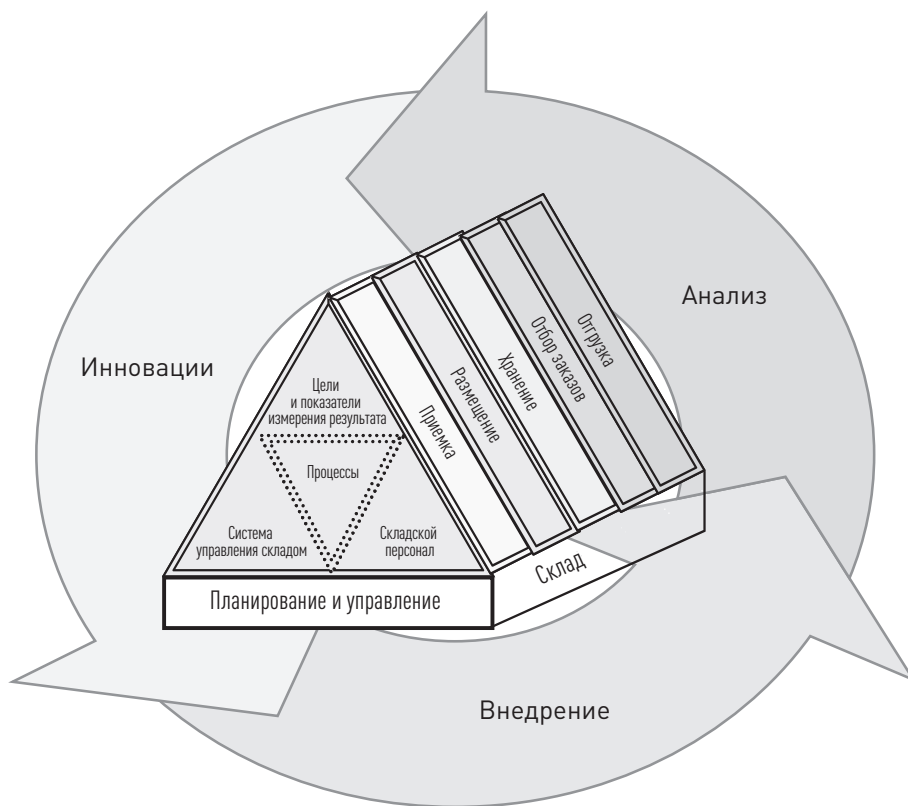 Анализ
Инновации
Цели
и показатели
измерения результата
Процессы
Система
управления складом
Складской
персонал
Приемка
Размещение
Хранение
Отбор заказов
Отгрузка
Склад
Планирование и управление
Внедрение